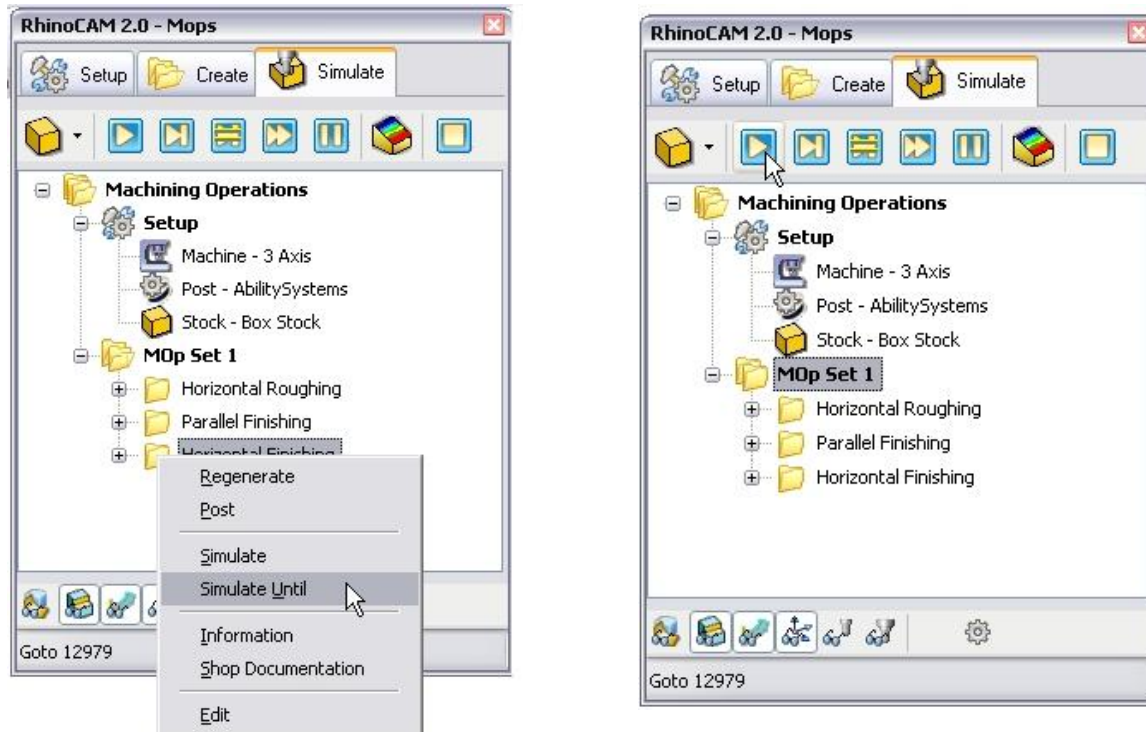 RhinoCAM 2.0 - Mops
Setup Create Simulate
Machining Operations
Setup
Machine - 3 Axis
Post - AbilitySystems
Stock - Box Stock
MOp Set 1
Horizontal Roughing
Parallel Finishing
Horizontal Finishing
Regenerate
Post
Simulate
Simulate Until
Information
Shop Documentation
Edit
Goto 12979
RhinoCAM 2.0 - Mops
Setup Create Simulate
Machining Operations
Setup
Machine - 3 Axis
Post - AbilitySystems
Stock - Box Stock
MOp Set 1
Horizontal Roughing
Parallel Finishing
Horizontal Finishing
Goto 12979